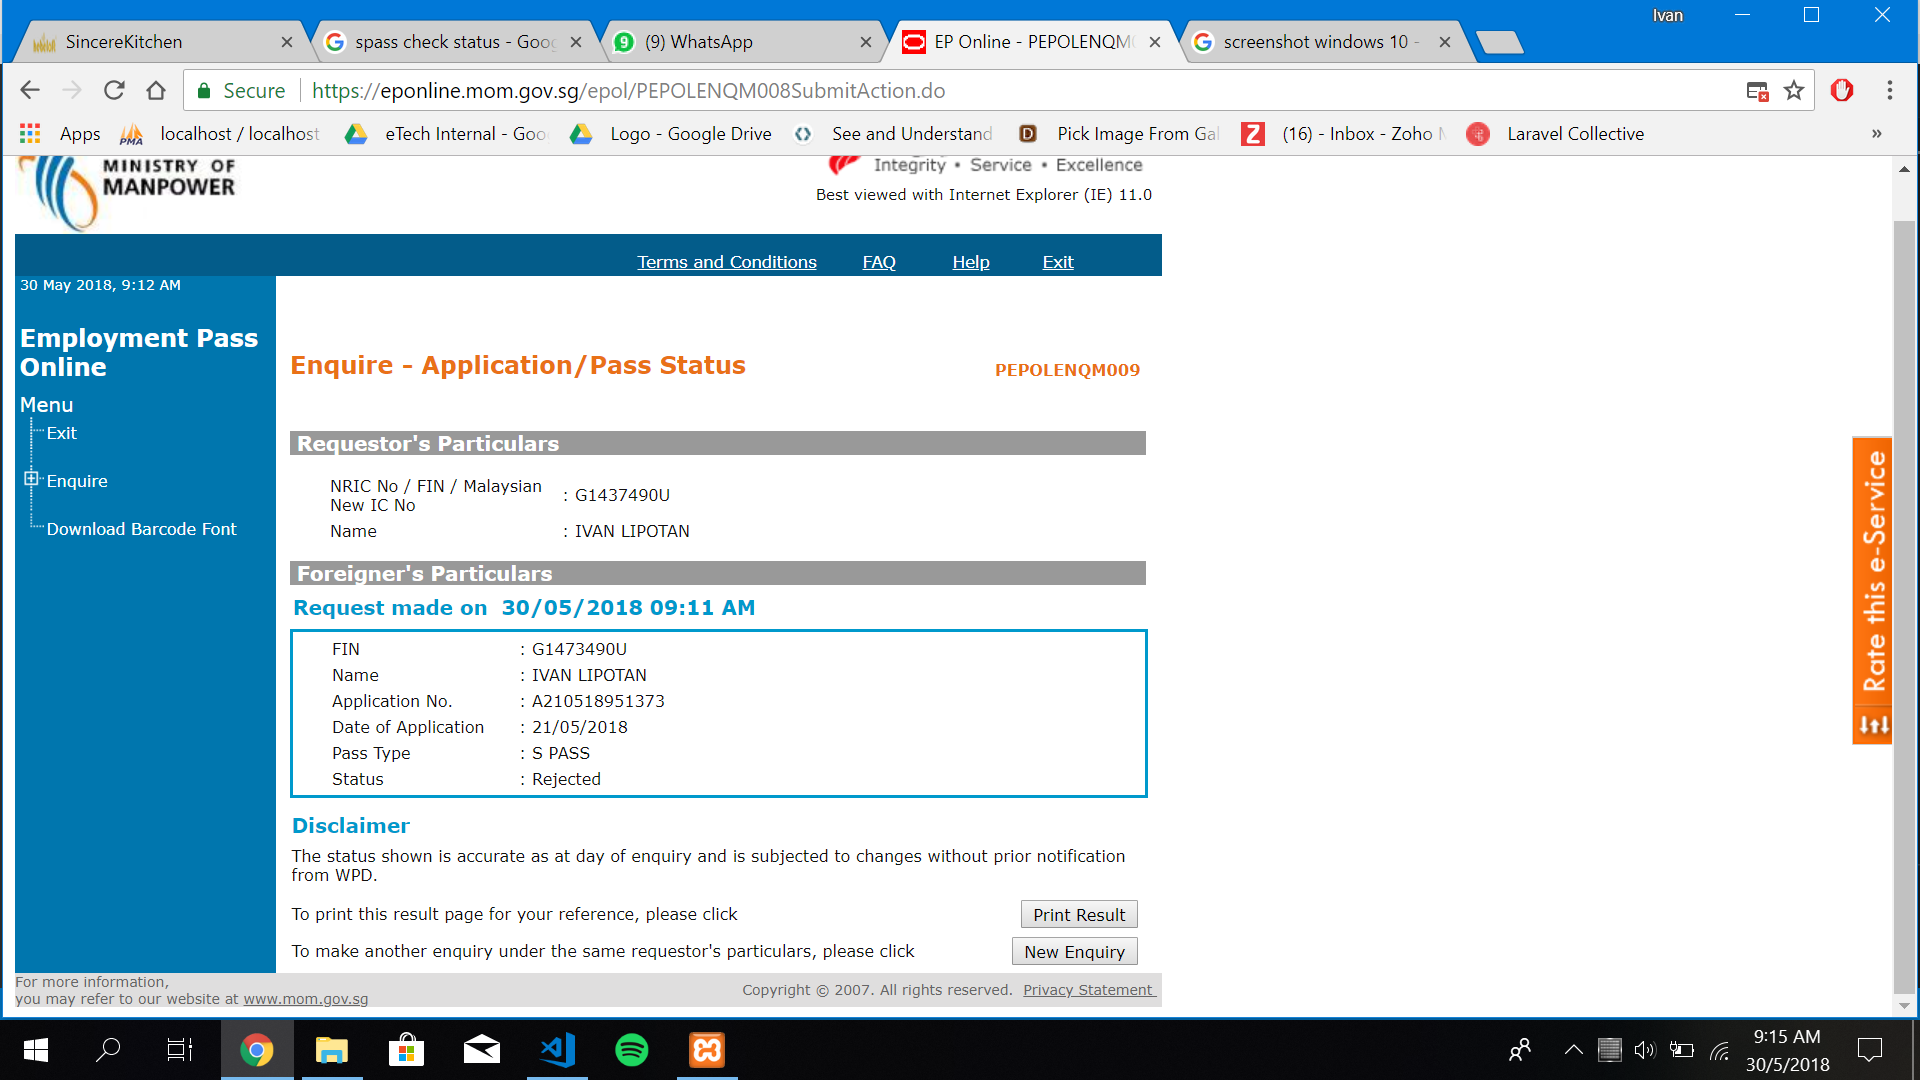 Ivan
SincereKitchen
spass check status - Goo
(9) WhatsApp
EP Online - PEPOLENQM0
screenshot windows 10 -
Secure
https://eponline.mom.gov.sg/epol/PEPOLENQM008SubmitAction.do
Apps
localhost / localhost
eTech Internal - Goo
Logo - Google Drive
See and Understand
Pick Image From Gal
(16) - Inbox - Zoho M
Laravel Collective
»
MINISTRY OF
MANPOWER
Integrity • Service • Excellence
Best viewed with Internet Explorer (IE) 11.0
Terms and Conditions
FAQ
Help
Exit
30 May 2018, 9:12 AM
Employment Pass
Online
Menu
Exit
Enquire
Download Barcode Font
Enquire - Application/Pass Status
PEPOLENQM009
Requestor's Particulars
NRIC No / FIN / Malaysian
New IC No
: G1437490U
Name : IVAN LIPOTAN
Foreigner's Particulars
Request made on 30/05/2018 09:11 AM
FIN : G1473490U
Name : IVAN LIPOTAN
Application No. : A210518951373
Date of Application : 21/05/2018
Pass Type : S PASS
Status : Rejected
Disclaimer
The status shown is accurate as at day of enquiry and is subjected to changes without prior notification
from WPD.
To print this result page for your reference, please click
Print Result
To make another enquiry under the same requestor's particulars, please click
New Enquiry
For more information,
you may refer to our website at www.mom.gov.sg
Copyright © 2007. All rights reserved. Privacy Statement
Rate this e-Service
9:15 AM
30/5/2018